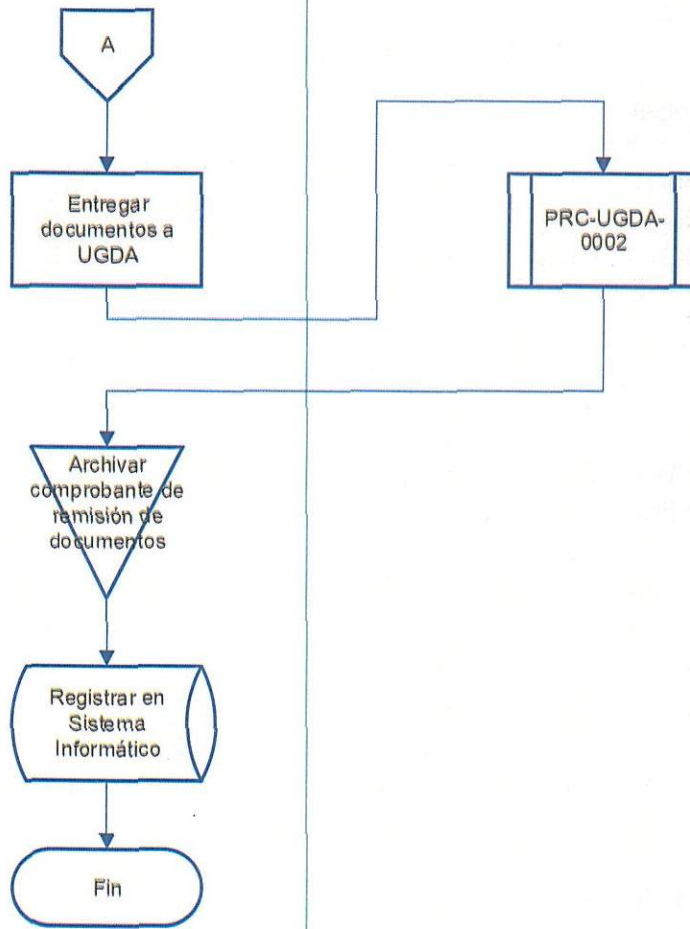 A
Entregar
documentos a
UGDA
PRC-UGDA-
0002
Archivar
comprobante de
remisión de
documentos
Registrar en
Sistema
Informático
Fin